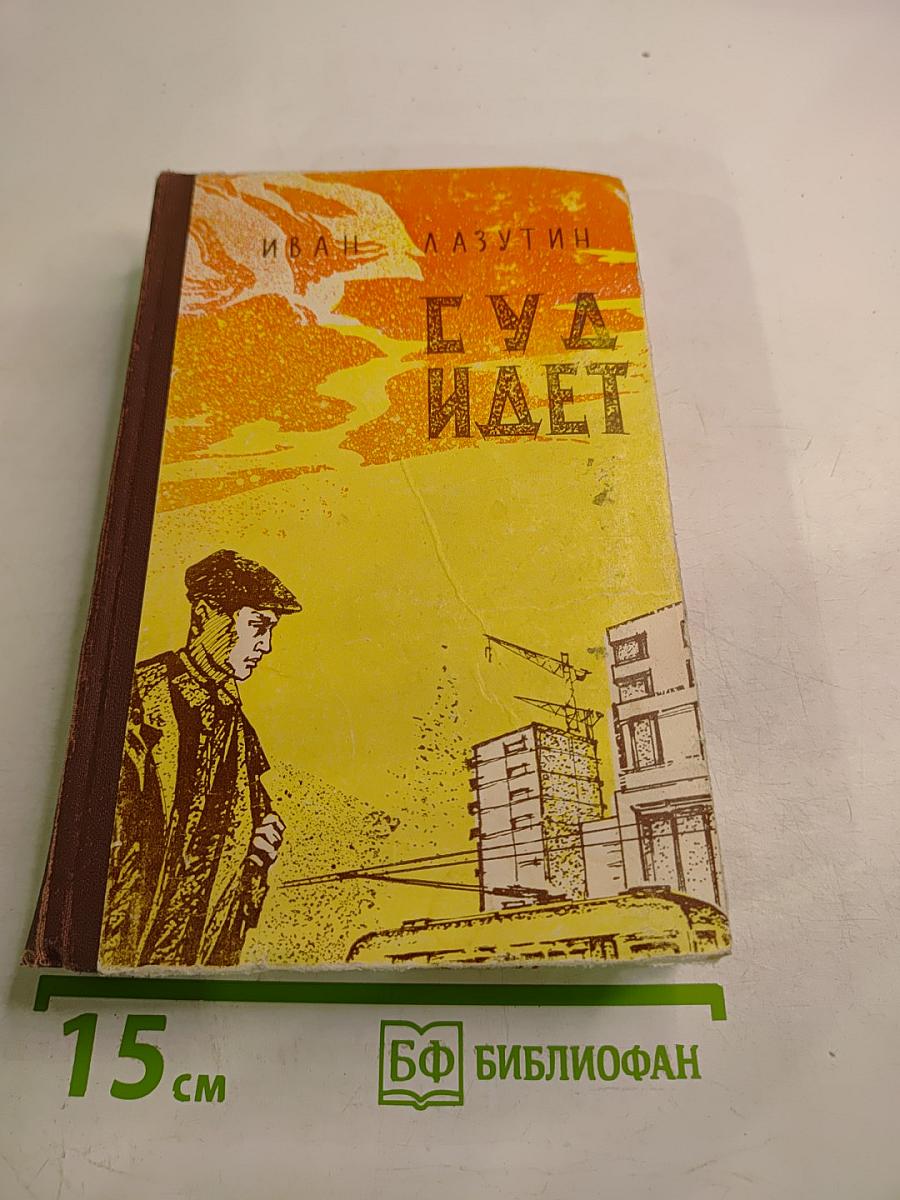 ИВАН ЛАЗУТИН
СУД
ИДЕТ
15 см
БФ БИБЛИОФАН